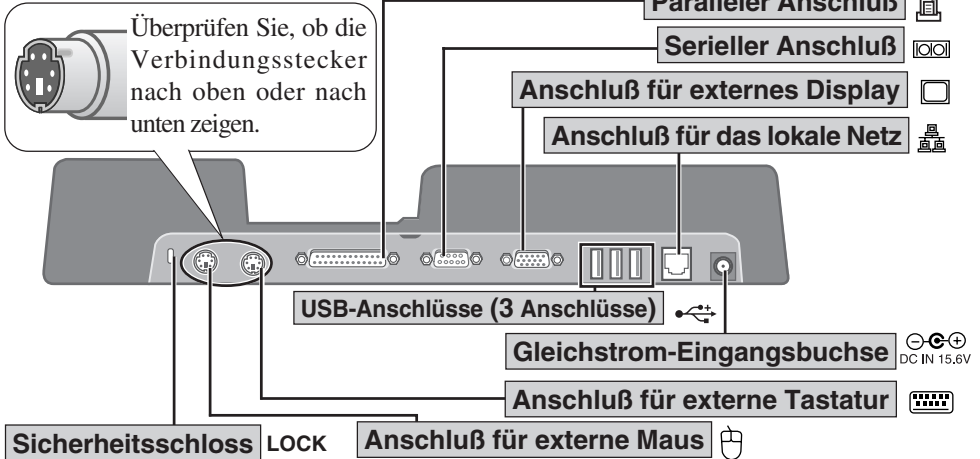 Paralleler Anschluß
Überprüfen Sie, ob die
Verbindungsstecker
nach oben oder nach
unten zeigen.
Serieller Anschluß
Anschluß für externes Display
Anschluß für das lokale Netz
USB-Anschlüsse (3 Anschlüsse)
Gleichstrom-Eingangsbuchse
DC IN 15.6V
Anschluß für externe Tastatur
Sicherheitsschloss LOCK
Anschluß für externe Maus